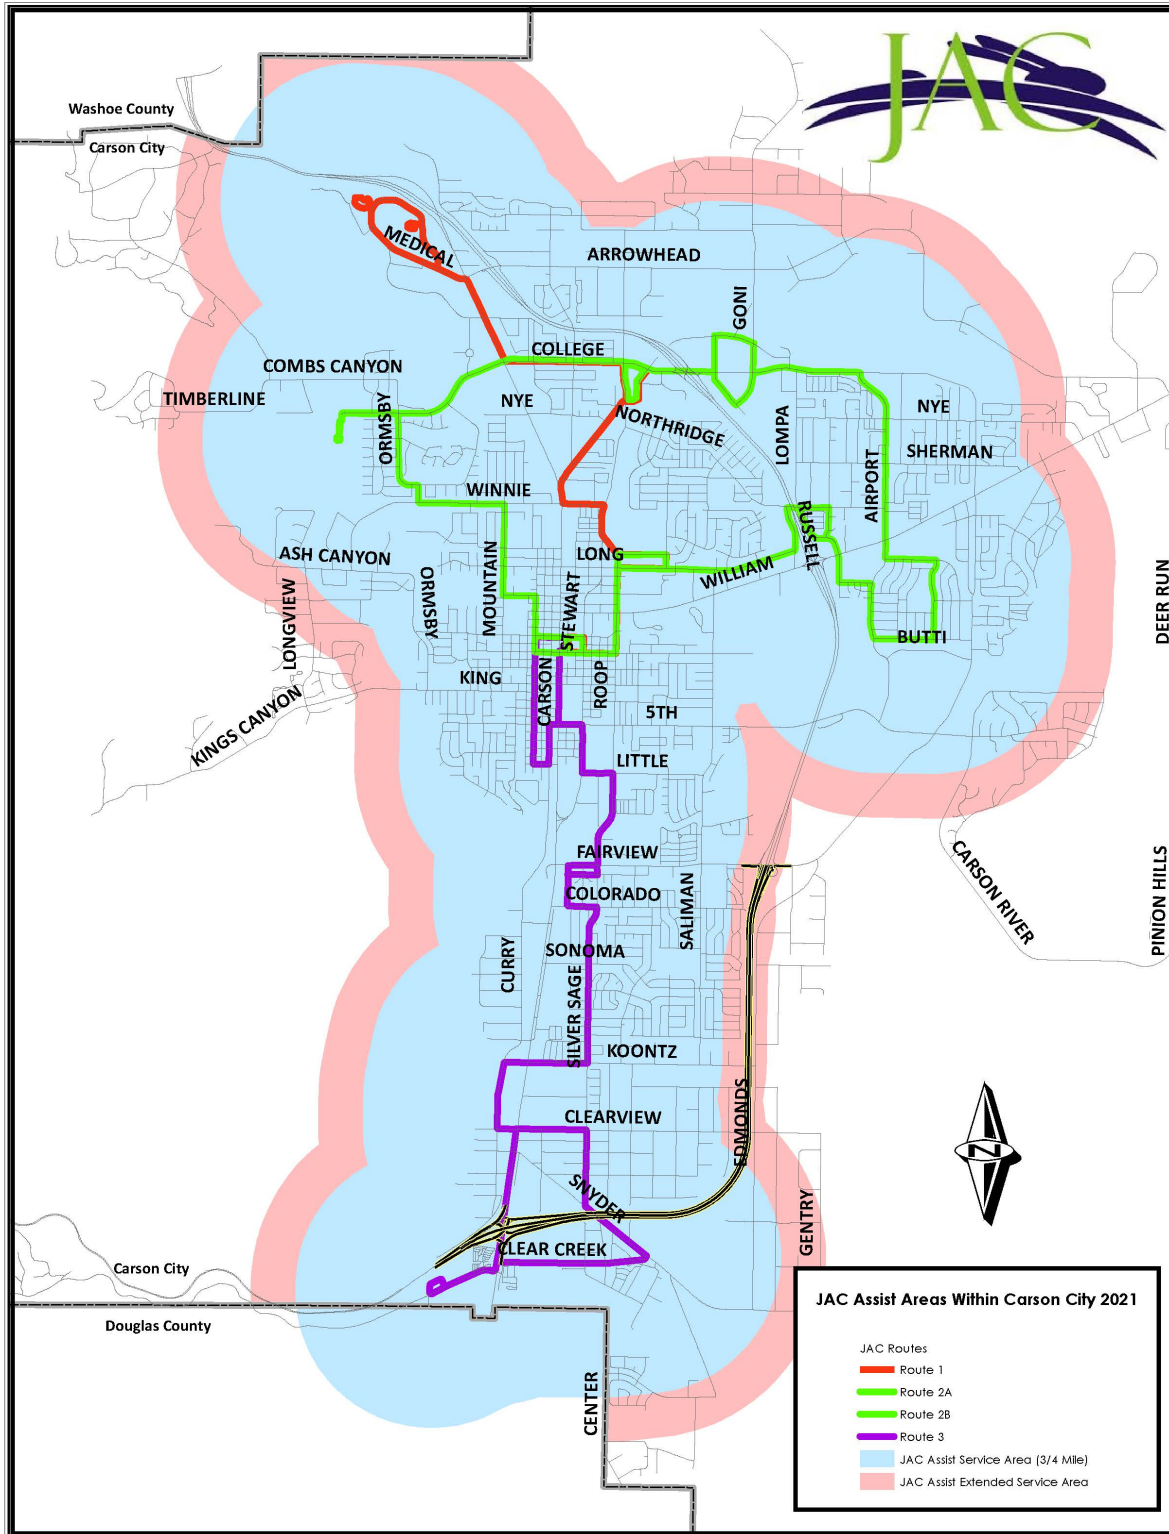 JAC
Washoe County
Carson City
MEDICAL
ARROWHEAD
GONI
COLLEGE
COMBS CANYON
TIMBERLINE
ORMSBY
NYE
NORTHRIDGE
LOMPA
NYE
SHERMAN
AIRPORT
WINNIE
RUSSELL
ASH CANYON
LONG
WILLIAM
ORMSBY
MOUNTAIN
STEWART
LONGVIEW
DEER RUN
BUTTI
KING
CARSON
ROOP
5TH
KINGS CANYON
LITTLE
FAIRVIEW
COLORADO
SALIMAN
CARSON RIVER
PINION HILLS
CURRY
SONOMA
SILVER SAGE
KOONTZ
CLEARVIEW
EDMONDS
N
SNYDER
GENTRY
CLEAR CREEK
Carson City
Douglas County
CENTER
JAC Assist Areas Within Carson City 2021
JAC Routes
Route 1
Route 2A
Route 2B
Route 3
JAC Assist Service Area (3/4 Mile)
JAC Assist Extended Service Area